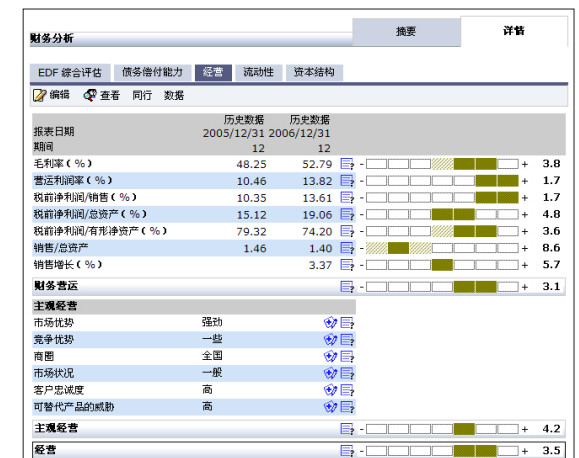 财务分析 摘要 详情
EDF 综合评估 债务偿付能力 经营 流动性 资本结构
编辑 查看 同行 数据
历史数据 历史数据
报表日期 2005/12/31 2006/12/31
期间 12 12
毛利率 ( % ) 48.25 52.79 - + 3.8
营运利润率 ( % ) 10.46 13.82 - + 1.7
税前净利润/销售 ( % ) 10.35 13.61 - + 1.7
税前净利润/总资产 ( % ) 15.12 19.06 - + 4.8
税前净利润/有形净资产 ( % ) 79.32 74.20 - + 3.6
销售/总资产 1.46 1.40 - + 8.6
销售增长 ( % ) 3.37 - + 5.7
财务营运 - + 3.1
主观经营
市场优势 强劲
竞争优势 一些
商圈 全国
市场状况 一般
客户忠诚度 高
可替代产品的威胁 高
主观经营 - + 4.2
经营 - + 3.5